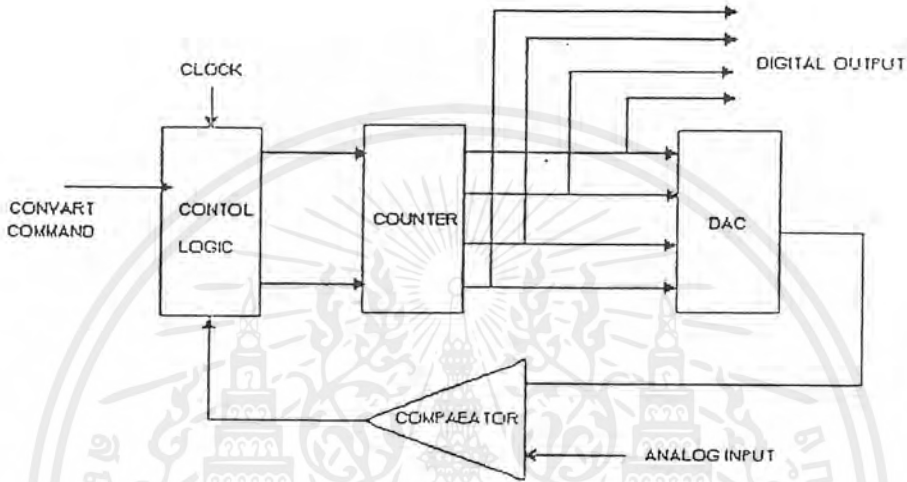 CLOCK
DIGITAL OUTPUT
CONVART
COMMAND
CONTOL
LOGIC
COUNTER
DAC
COMPAEATOR
ANALOG INPUT